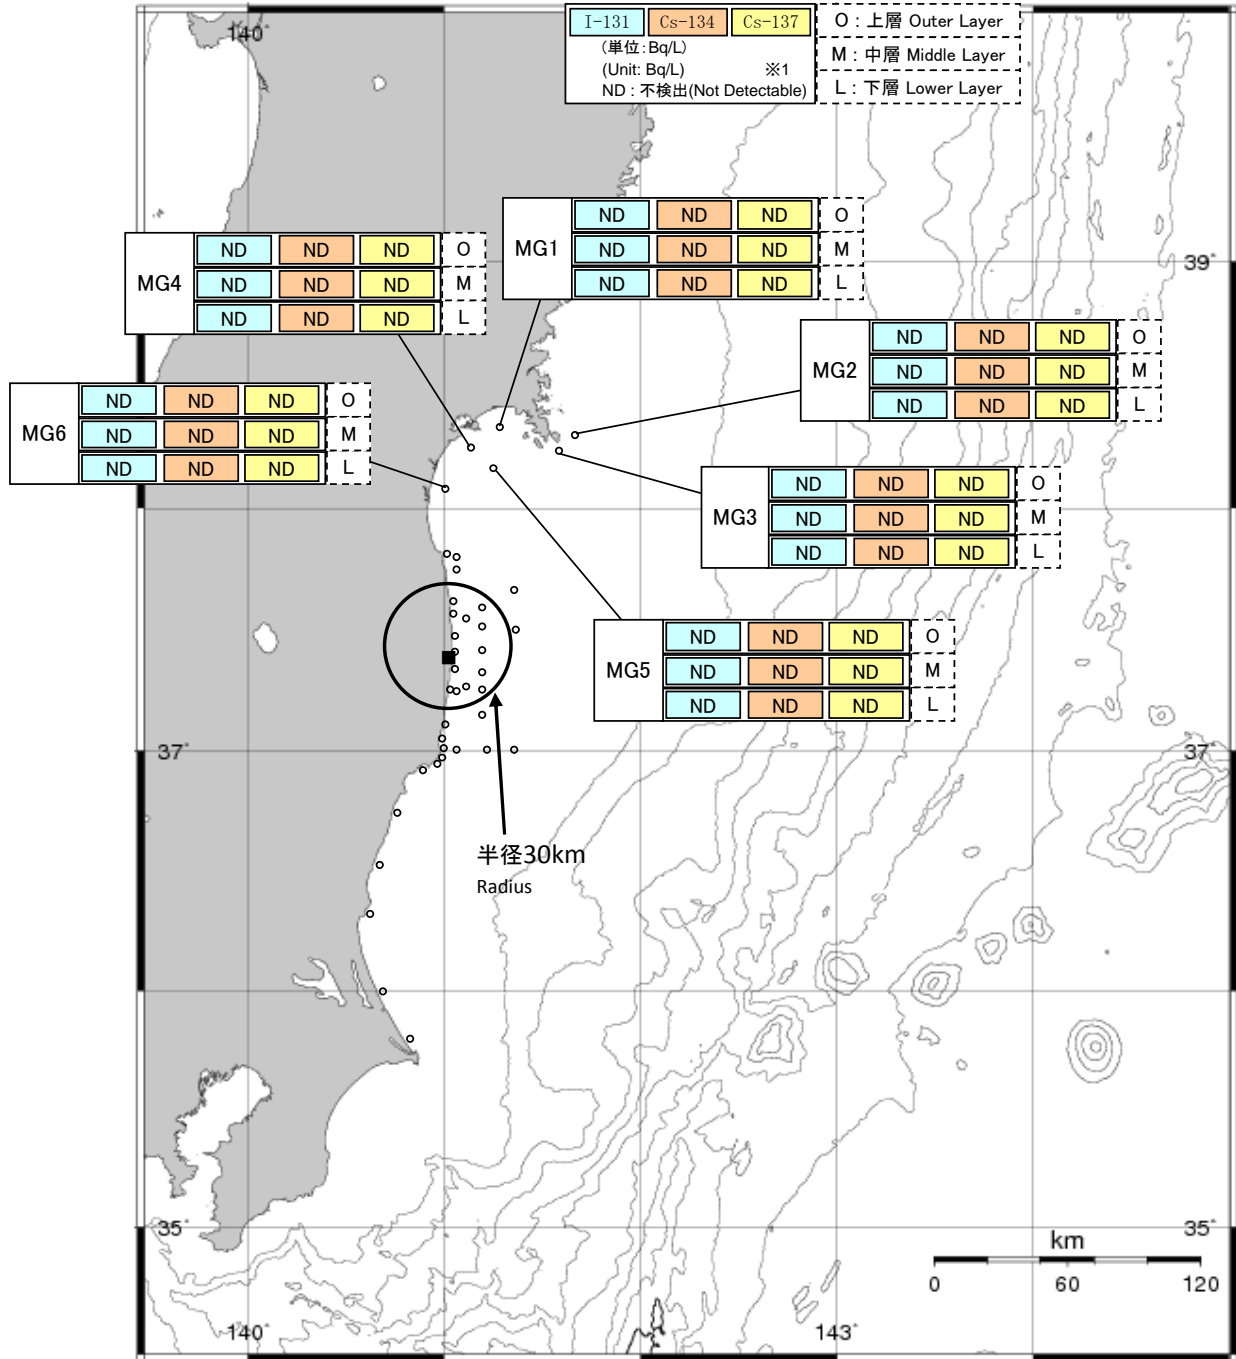 I-131 Cs-134 Cs-137
(単位:Bq/L)
(Unit: Bq/L) ※1
ND : 不検出(Not Detectable)
O : 上層 Outer Layer
M : 中層 Middle Layer
L : 下層 Lower Layer
140°
MG1
ND ND ND O
ND ND ND M
ND ND ND L
MG4
ND ND ND O
ND ND ND M
ND ND ND L
39°
MG2
ND ND ND O
ND ND ND M
ND ND ND L
MG6
ND ND ND O
ND ND ND M
ND ND ND L
MG3
ND ND ND O
ND ND ND M
ND ND ND L
MG5
ND ND ND O
ND ND ND M
ND ND ND L
37°
37°
半径30km
Radius
35°
35°
km
0 60 120
140°
143°